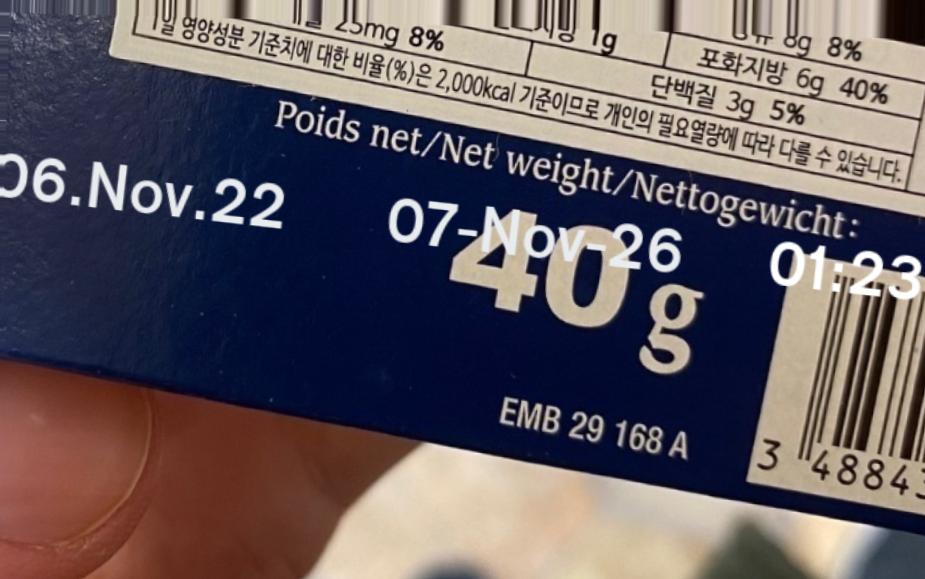 25mg 8%
1g
8g 8%
포화지방 6g 40%
단백질 3g 5%
1일 영양성분 기준치에 대한 비율(%)은 2,000kcal 기준이므로 개인의 필요열량에 따라 다를 수 있습니다.
Poids net/Net weight/Nettogewicht:
06.Nov.22
07-Nov-26
01:23
40g
EMB 29 168 A
3 48843